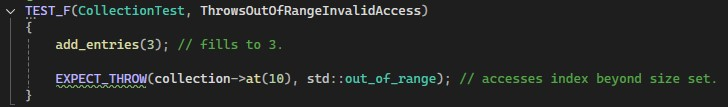 TEST_F(CollectionTest, ThrowsOutOfRangeInvalidAccess)
{
add_entries(3); // fills to 3.
EXPECT_THROW(collection->at(10), std::out_of_range); // accesses index beyond size set.
}